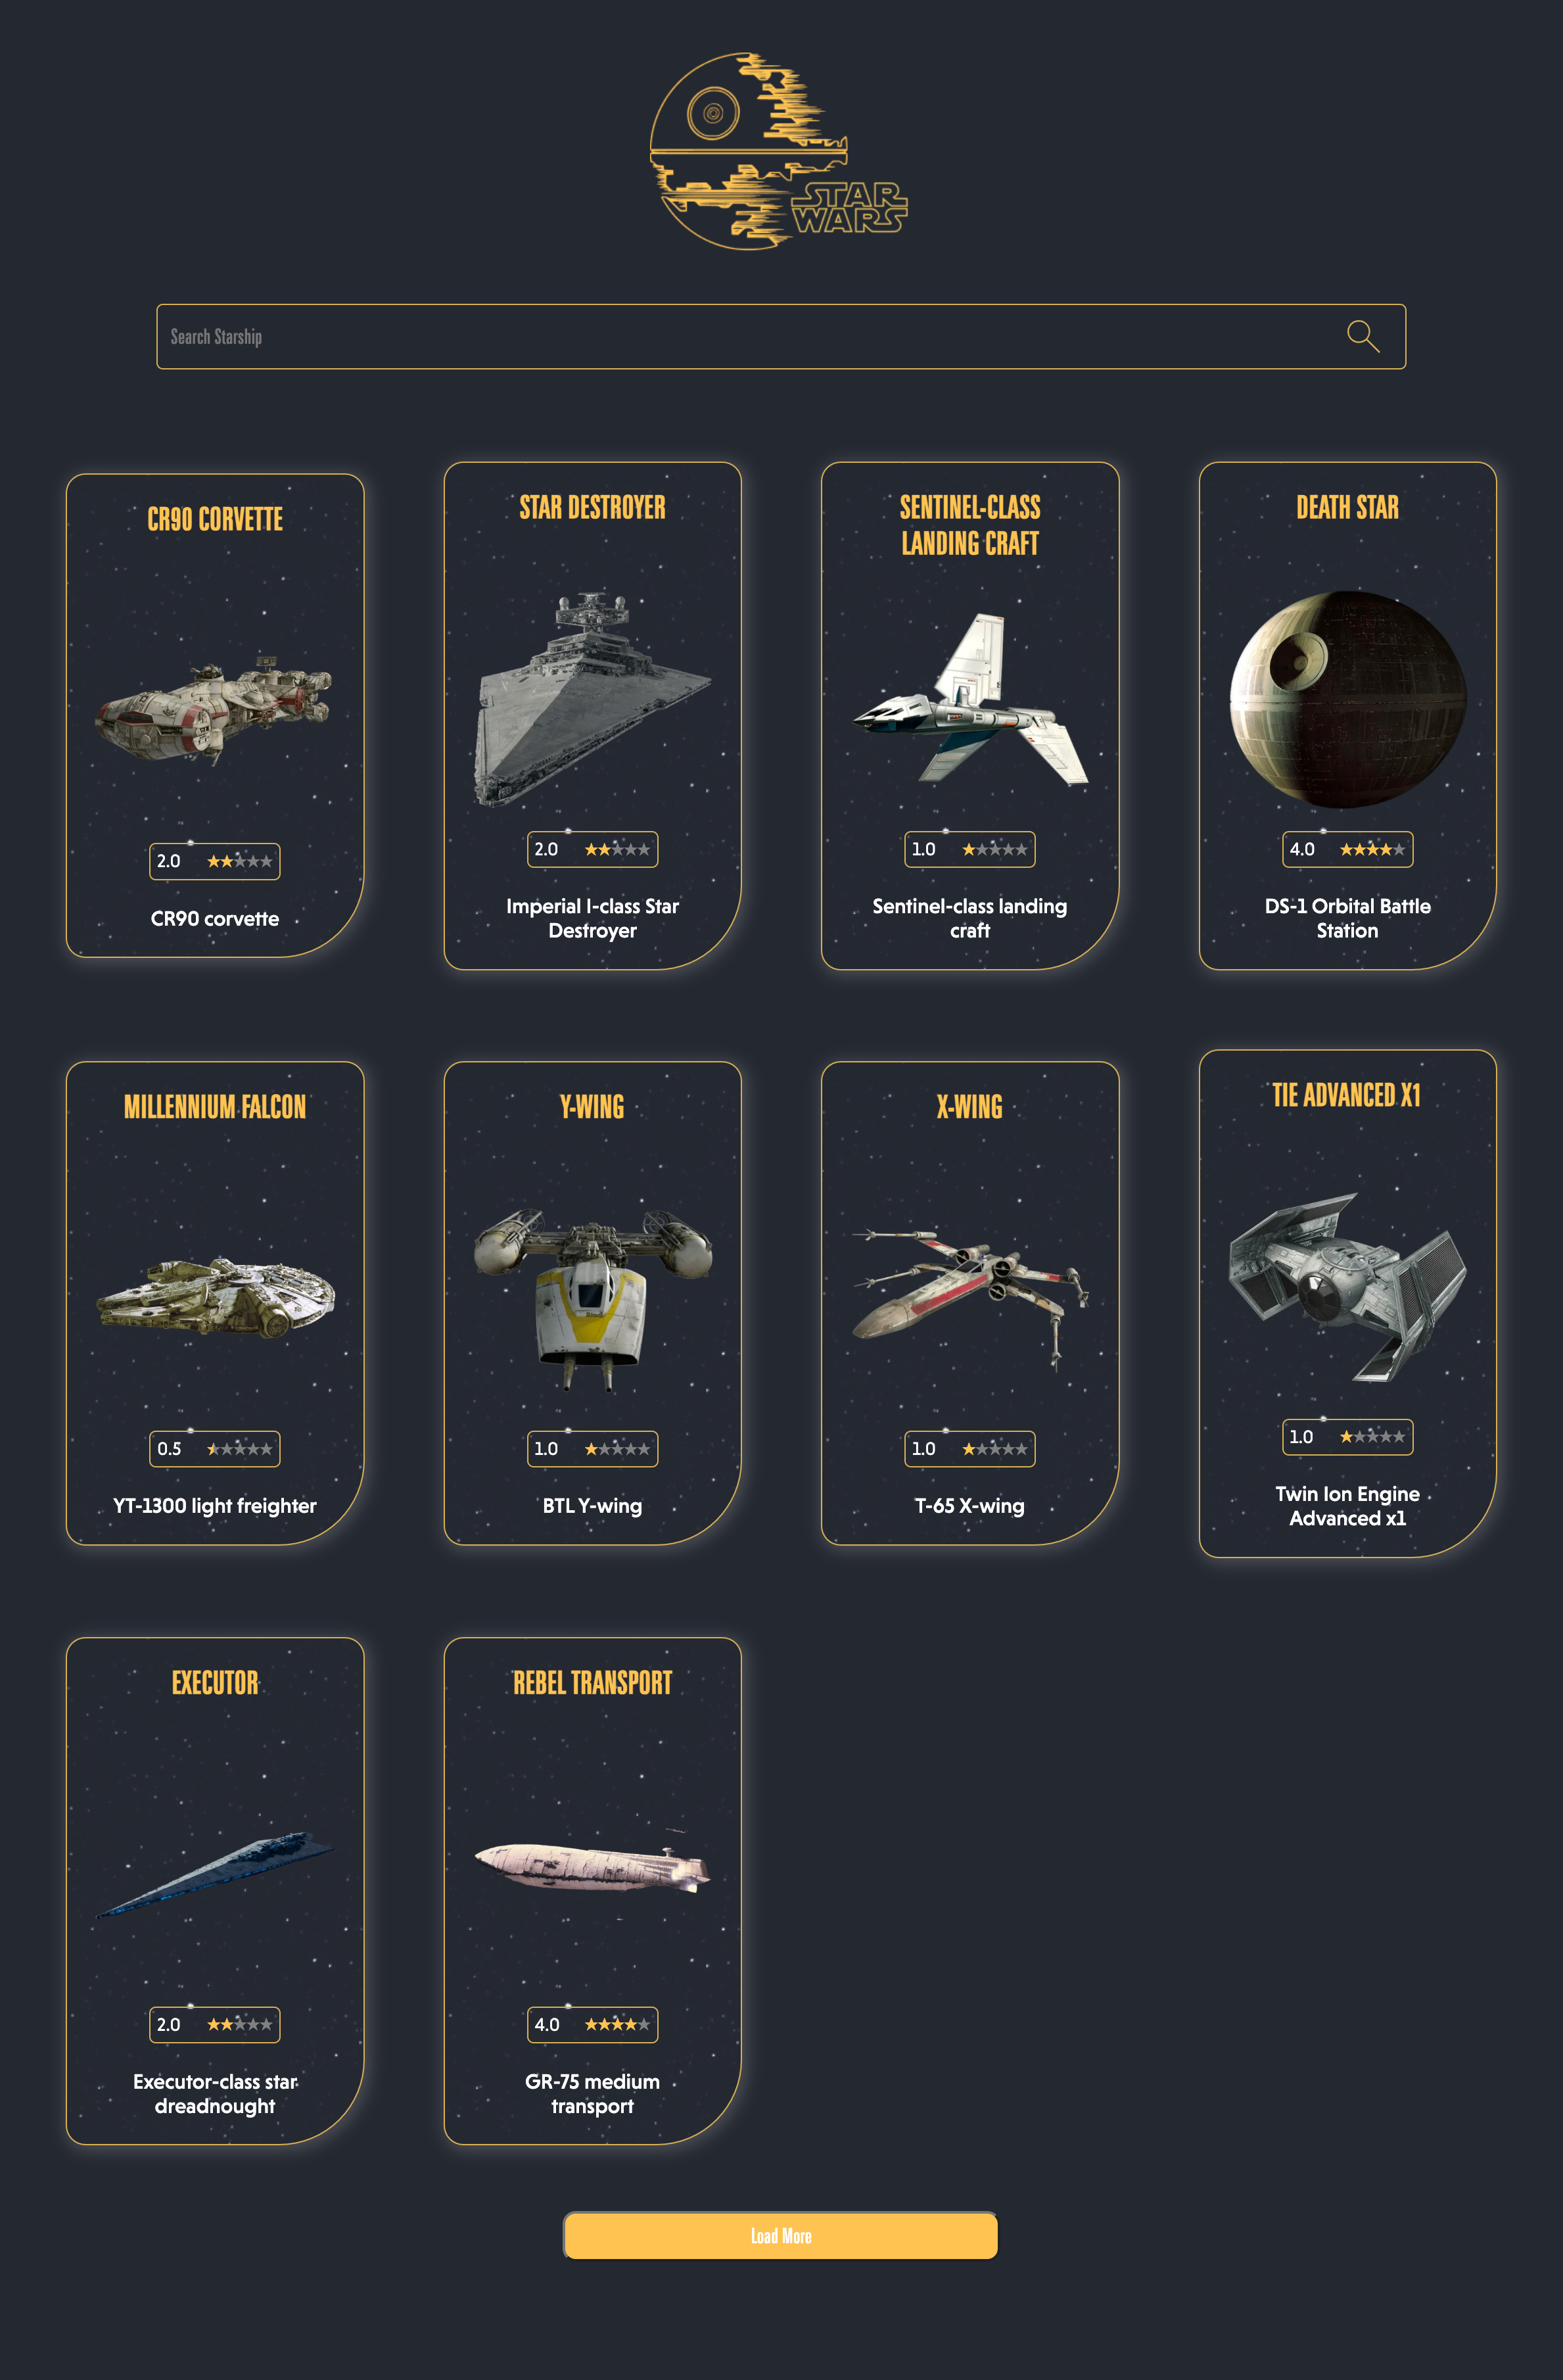 STAR
WARS
Search Starship
CR90 CORVETTE
2.0
CR90 corvette
STAR DESTROYER
2.0
Imperial I-class Star
Destroyer
SENTINEL-CLASS
LANDING CRAFT
1.0
Sentinel-class landing
craft
DEATH STAR
4.0
DS-1 Orbital Battle
Station
MILLENNIUM FALCON
0.5
YT-1300 light freighter
Y-WING
1.0
BTL Y-wing
X-WING
1.0
T-65 X-wing
TIE ADVANCED X1
1.0
Twin Ion Engine
Advanced x1
EXECUTOR
2.0
Executor-class star
dreadnought
REBEL TRANSPORT
4.0
GR-75 medium
transport
Load More